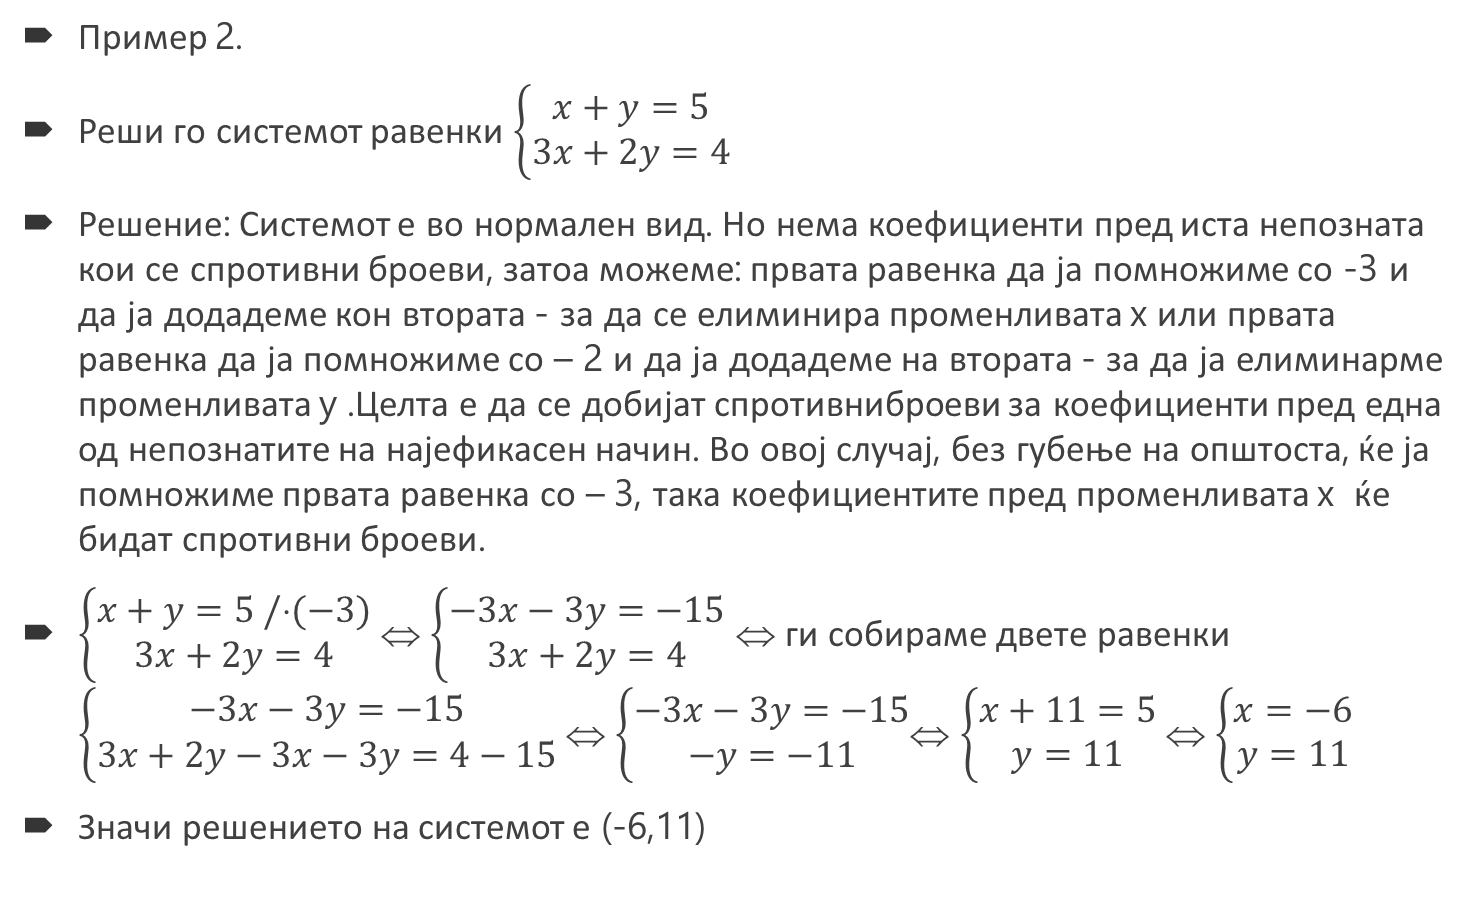 Пример 2.
Реши го системот равенки { x + y = 5
3x + 2y = 4
Решение: Системот е во нормален вид. Но нема коефициенти пред иста непозната
кои се спротивни броеви, затоа можеме: првата равенка да ја помножиме со -3 и
да ја додадеме кон втората - за да се елиминира променливата x или првата
равенка да ја помножиме со – 2 и да ја додадеме на втората - за да ја елиминарме
променливата y .Целта е да се добијат спротивниброеви за коефициенти пред една
од непознатите на најефикасен начин. Во овој случај, без губење на општоста, ќе ја
помножиме првата равенка со – 3, така коефициентите пред променливата x ќе
бидат спротивни броеви.
{ x + y = 5 /·(−3) ⇔ { −3x − 3y = −15 ⇔ ги собираме двете равенки
3x + 2y = 4 3x + 2y = 4
{ −3x − 3y = −15 ⇔ { −3x − 3y = −15 ⇔ { x + 11 = 5 ⇔ { x = −6
3x + 2y − 3x − 3y = 4 − 15 −y = −11 y = 11 y = 11
Значи решението на системот е (-6,11)